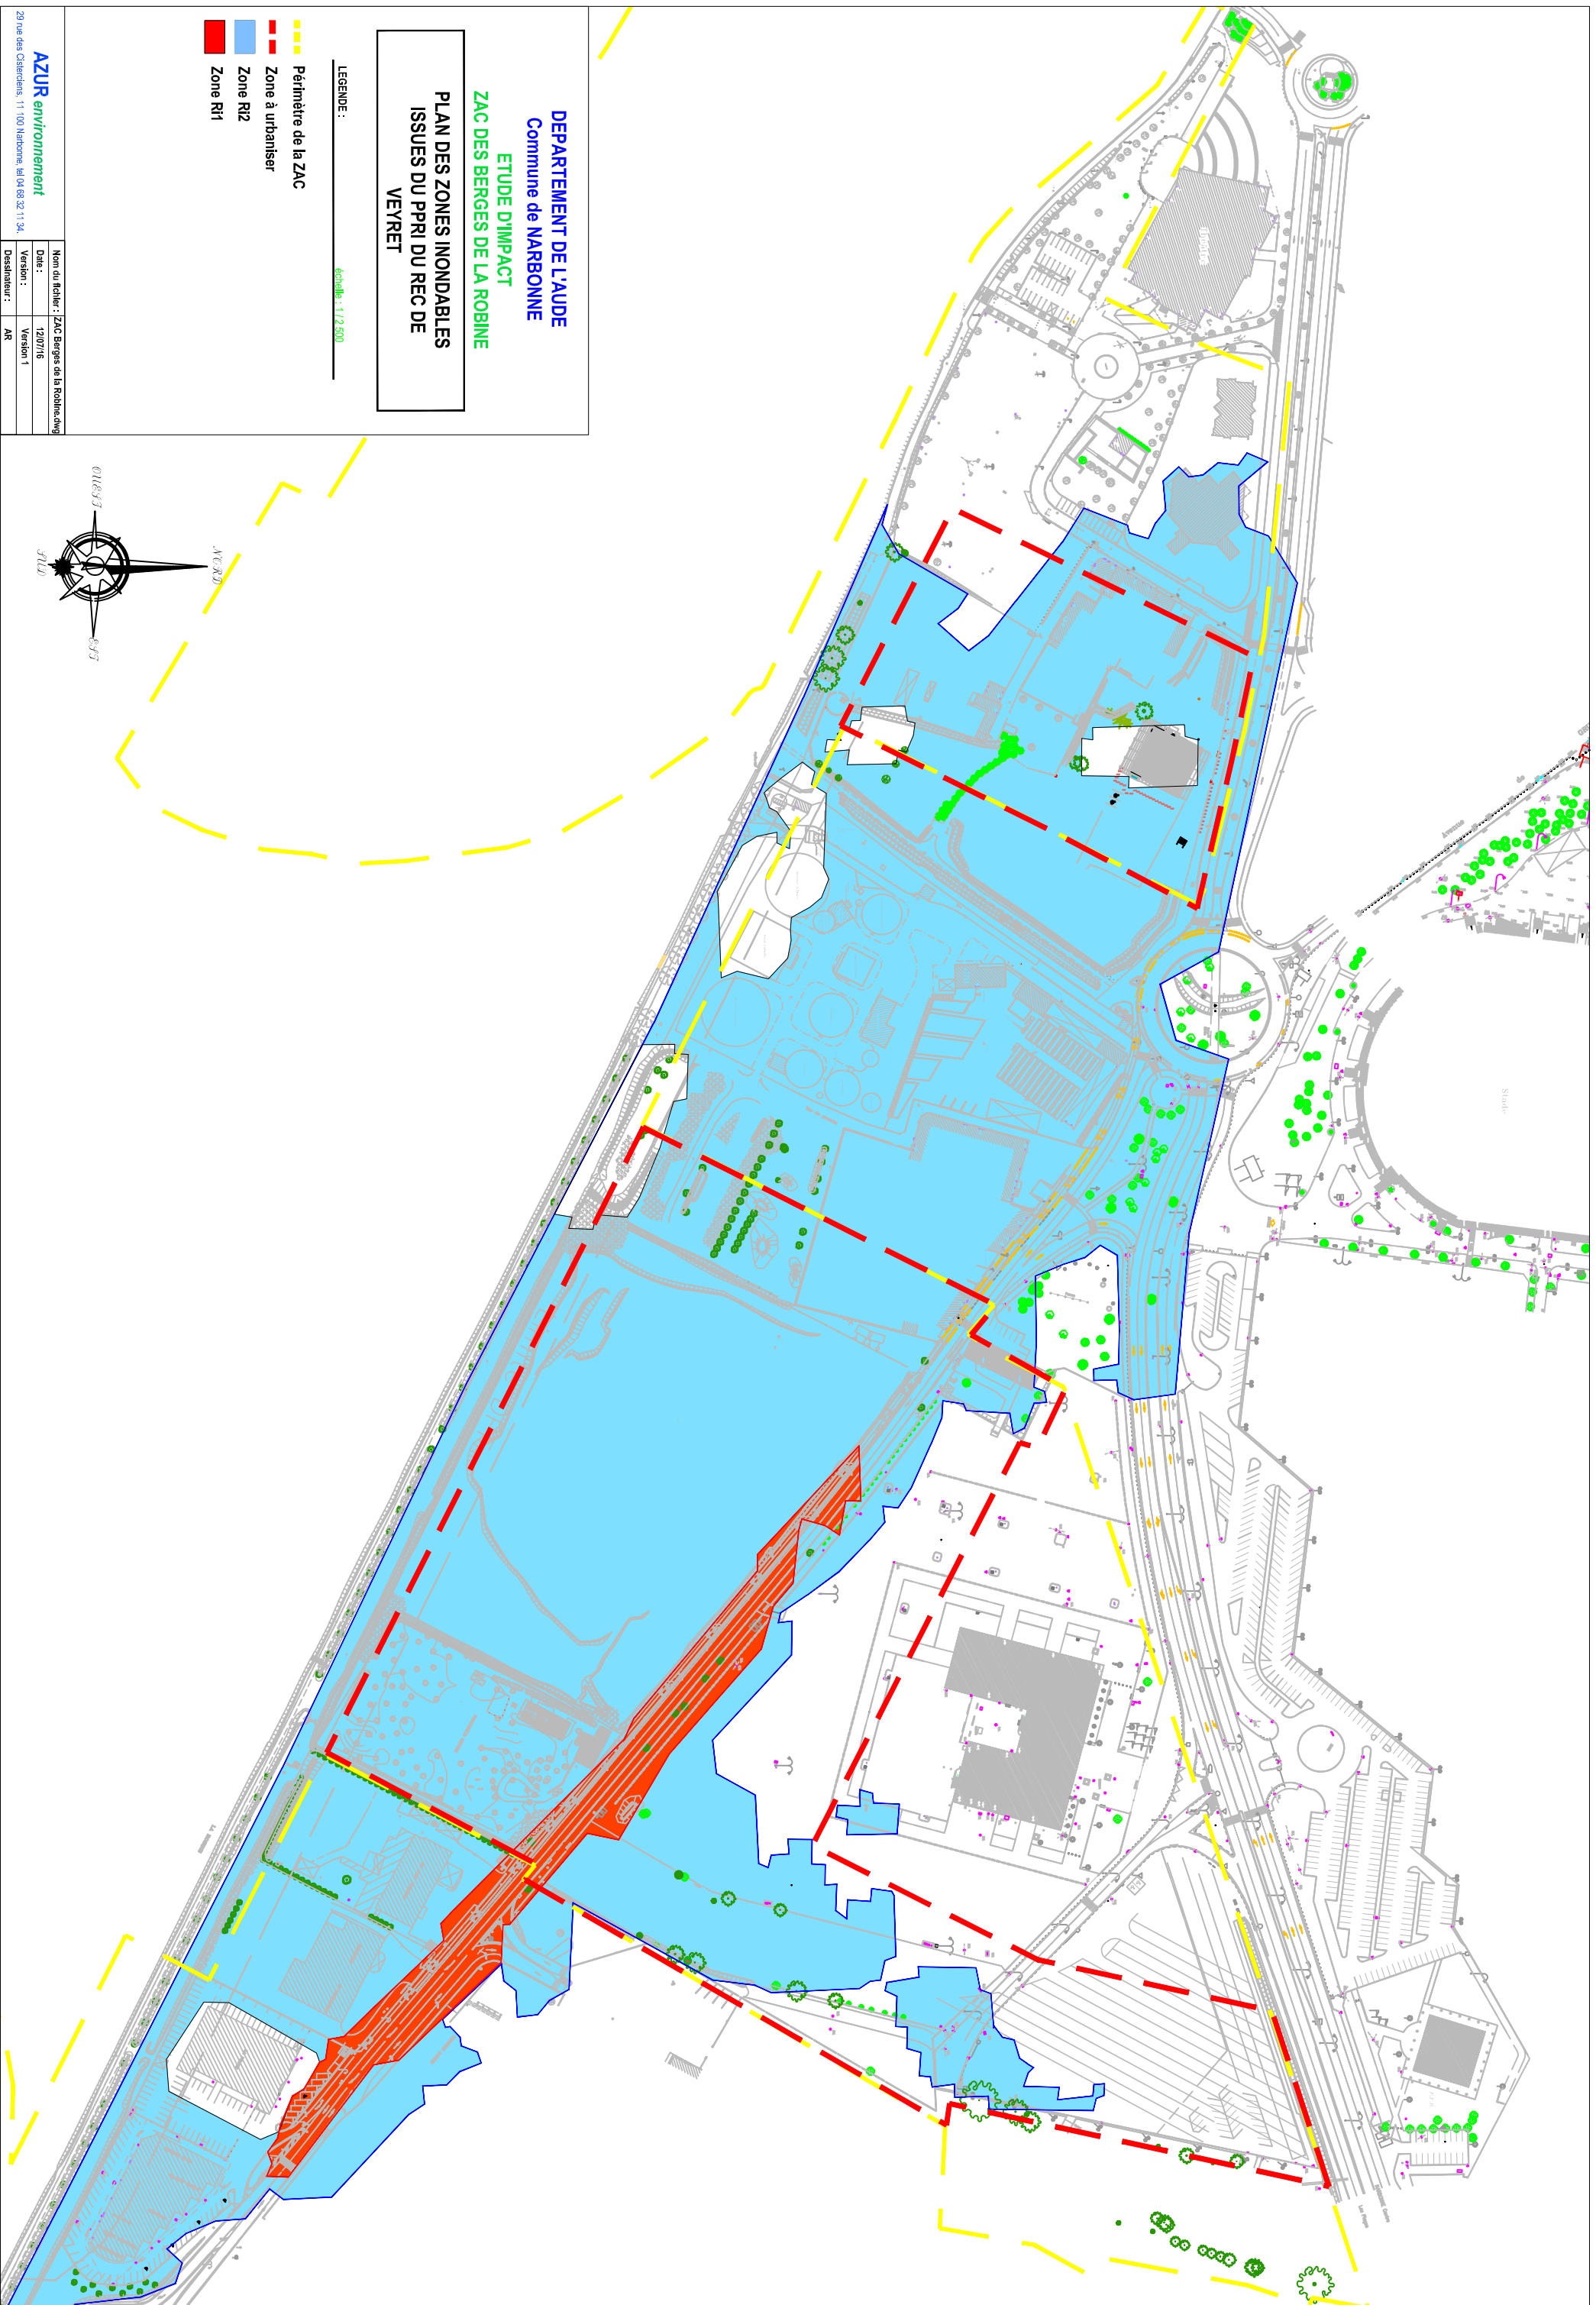 DEPARTEMENT DE L'AUDE
Commune de NARBONNE
ETUDE D'IMPACT
ZAC DES BERGES DE LA ROBINE
PLAN DES ZONES INONDABLES
ISSUES DU PPRI DU REC DE
VEYRET
LEGENDE :
échelle : 1 / 2 500
Périmètre de la ZAC
Zone à urbaniser
Zone Ri2
Zone Ri1
AZUR environnement
29 rue des Cisterciens, 11 100 Narbonne, tél 04 68 32 11 34.
Nom du fichier : ZAC Berges de la Robine.dwg
Date : 12/07/16
Version : Version 1
Dessinateur : AR
NORD
OUEST
EST
SUD
Stade